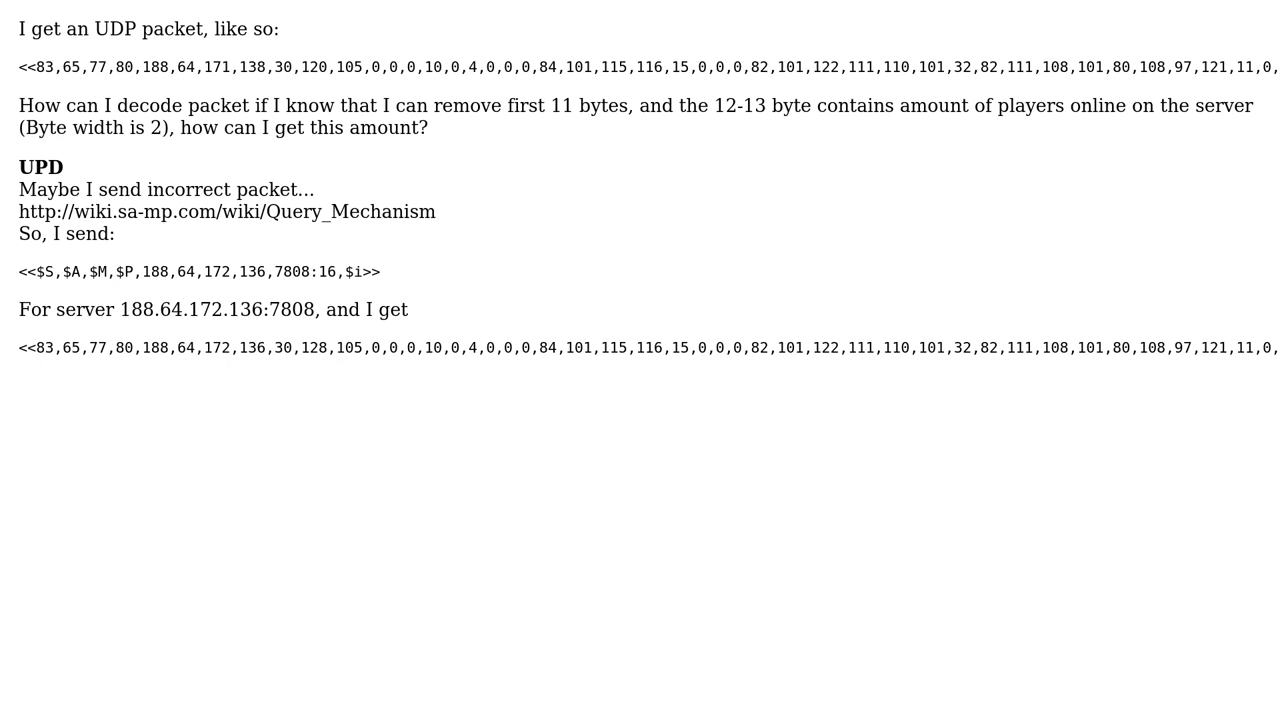 I get an UDP packet, like so:
<<83,65,77,80,188,64,171,138,30,120,105,0,0,0,10,0,4,0,0,0,84,101,115,116,15,0,0,0,82,101,122,111,110,101,32,82,111,108,101,80,108,97,121,11,0,
How can I decode packet if I know that I can remove first 11 bytes, and the 12-13 byte contains amount of players online on the server
(Byte width is 2), how can I get this amount?
UPD
Maybe I send incorrect packet...
http://wiki.sa-mp.com/wiki/Query_Mechanism
So, I send:
<<$S,$A,$M,$P,188,64,172,136,7808:16,$i>>
For server 188.64.172.136:7808, and I get
<<83,65,77,80,188,64,172,136,30,128,105,0,0,0,10,0,4,0,0,0,84,101,115,116,15,0,0,0,82,101,122,111,110,101,32,82,111,108,101,80,108,97,121,11,0,